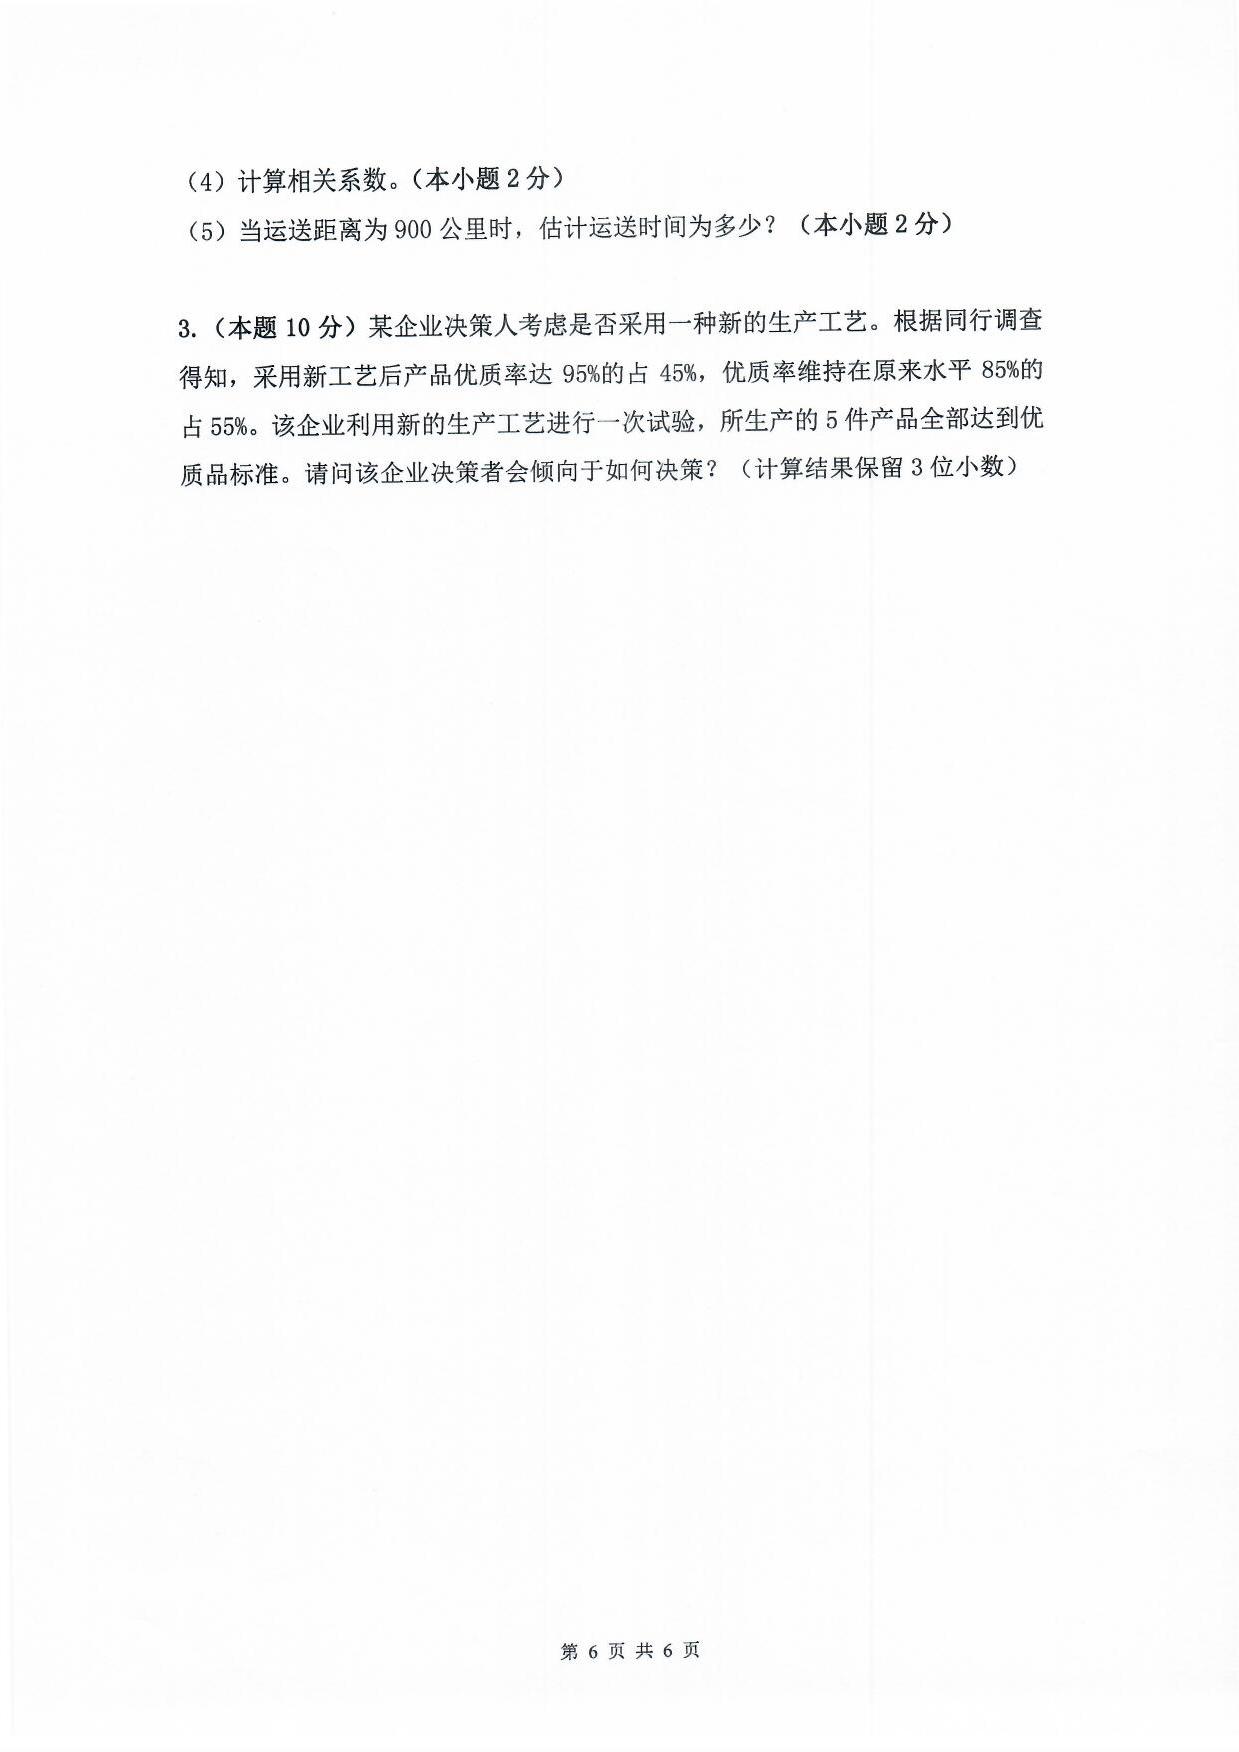 （4）计算相关系数。（本小题 2 分）
（5）当运送距离为 900 公里时，估计运送时间为多少？（本小题 2 分）
3.（本题 10 分）某企业决策人考虑是否采用一种新的生产工艺。根据同行调查
得知，采用新工艺后产品优质率达 95%的占 45%，优质率维持在原来水平 85%的
占 55%。该企业利用新的生产工艺进行一次试验，所生产的 5 件产品全部达到优
质品标准。请问该企业决策者会倾向于如何决策？（计算结果保留 3 位小数）
第 6 页 共 6 页